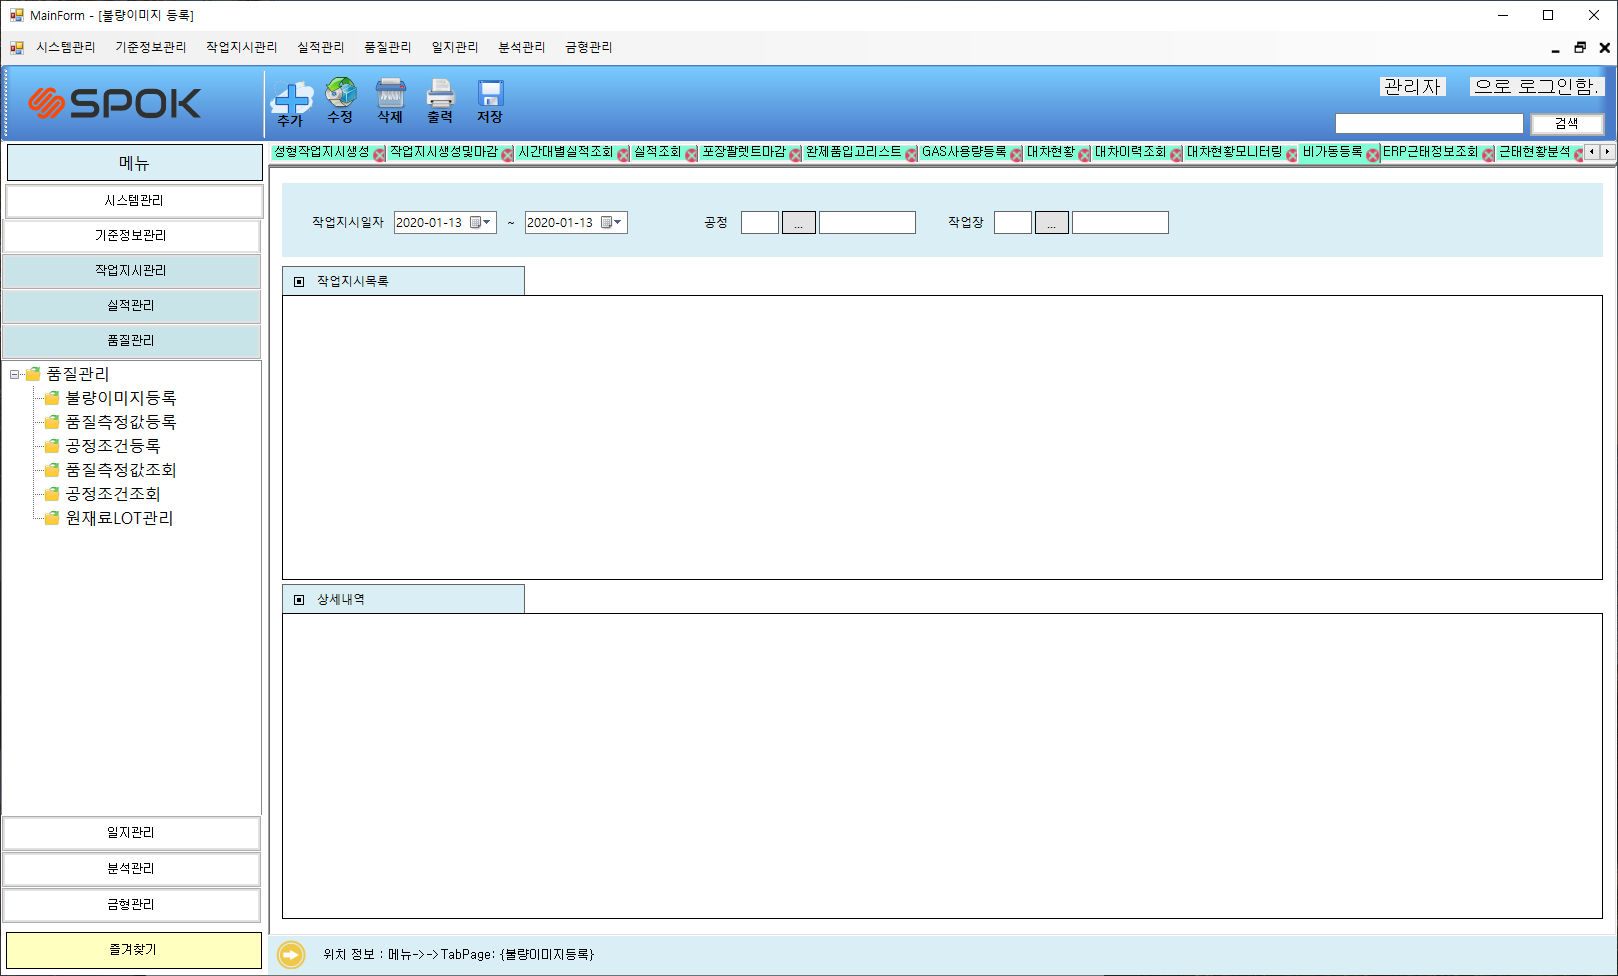 MainForm - [불량이미지 등록]
시스템관리 기준정보관리 작업지시관리 실적관리 품질관리 일지관리 분석관리 금형관리
SPOK
추가 수정 삭제 출력 저장
관리자 으로 로그인함.
검색
메뉴
성형작업지시생성 작업지시생성및마감 시간대별실적조회 실적조회 포장팔렛트마감 완제품입고리스트 GAS사용량등록 대차현황 대차이력조회 대차현황모니터링 비가동등록 ERP근태정보조회 근태현황분석
시스템관리
기준정보관리
작업지시관리
실적관리
품질관리
품질관리
불량이미지등록
품질측정값등록
공정조건등록
품질측정값조회
공정조건조회
원재료LOT관리
일지관리
분석관리
금형관리
즐겨찾기
작업지시일자 2020-01-13 ~ 2020-01-13 공정 ... 작업장 ...
작업지시목록
상세내역
위치 정보 : 메뉴->->TabPage: {불량이미지등록}